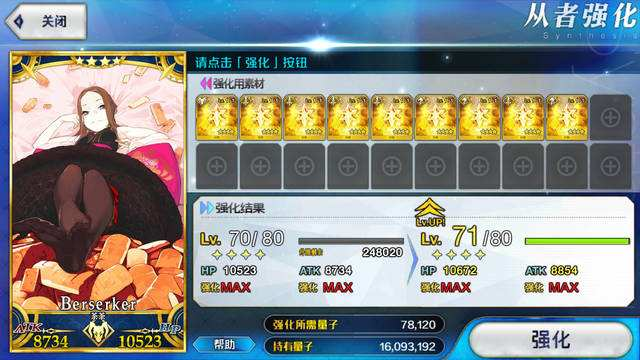 关闭
从者强化
Synthesis
请点击「强化」按钮
强化用素材
强化结果
Lv. 70/80
248020
HP 10523 ATK 8734
强化 MAX 强化 MAX
Lv.UP!
Lv. 71/80
HP 10672 ATK 8854
强化 MAX 强化 MAX
Berserker
茶茶
ATK HP
8734 10523
帮助
强化所需量子 78,120
持有量子 16,093,192
强化